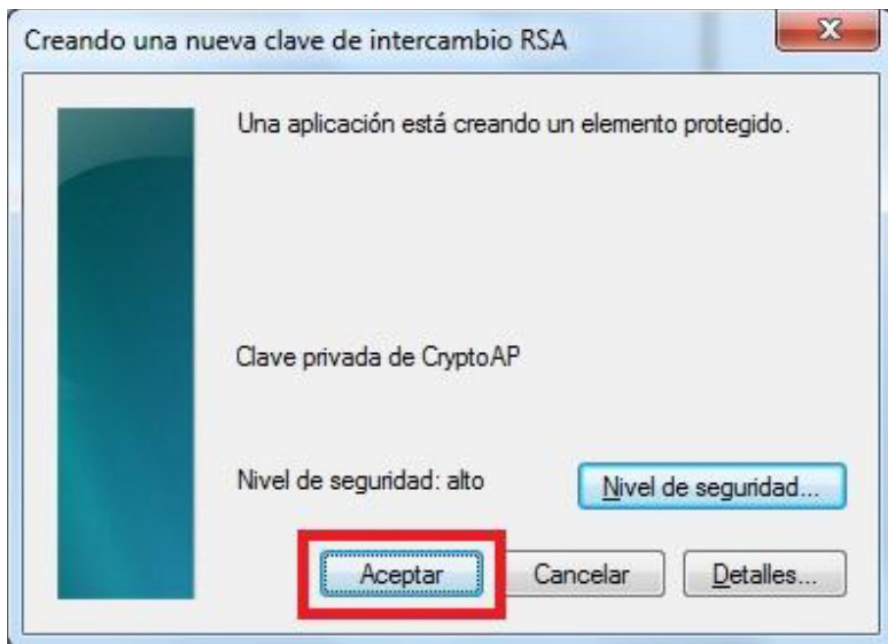 Creando una nueva clave de intercambio RSA
Una aplicación está creando un elemento protegido.
Clave privada de CryptoAP
Nivel de seguridad: alto
Nivel de seguridad...
Aceptar
Cancelar
Detalles...